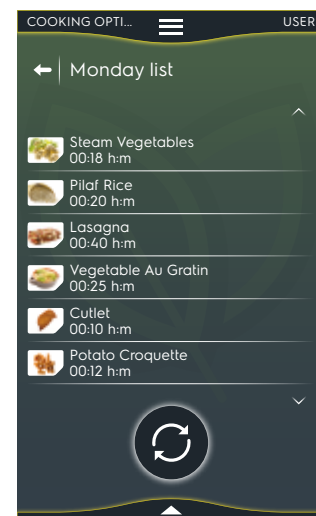 COOKING OPTI... USER
Monday list
Steam Vegetables
00:18 h:m
Pilaf Rice
00:20 h:m
Lasagna
00:40 h:m
Vegetable Au Gratin
00:25 h:m
Cutlet
00:10 h:m
Potato Croquette
00:12 h:m